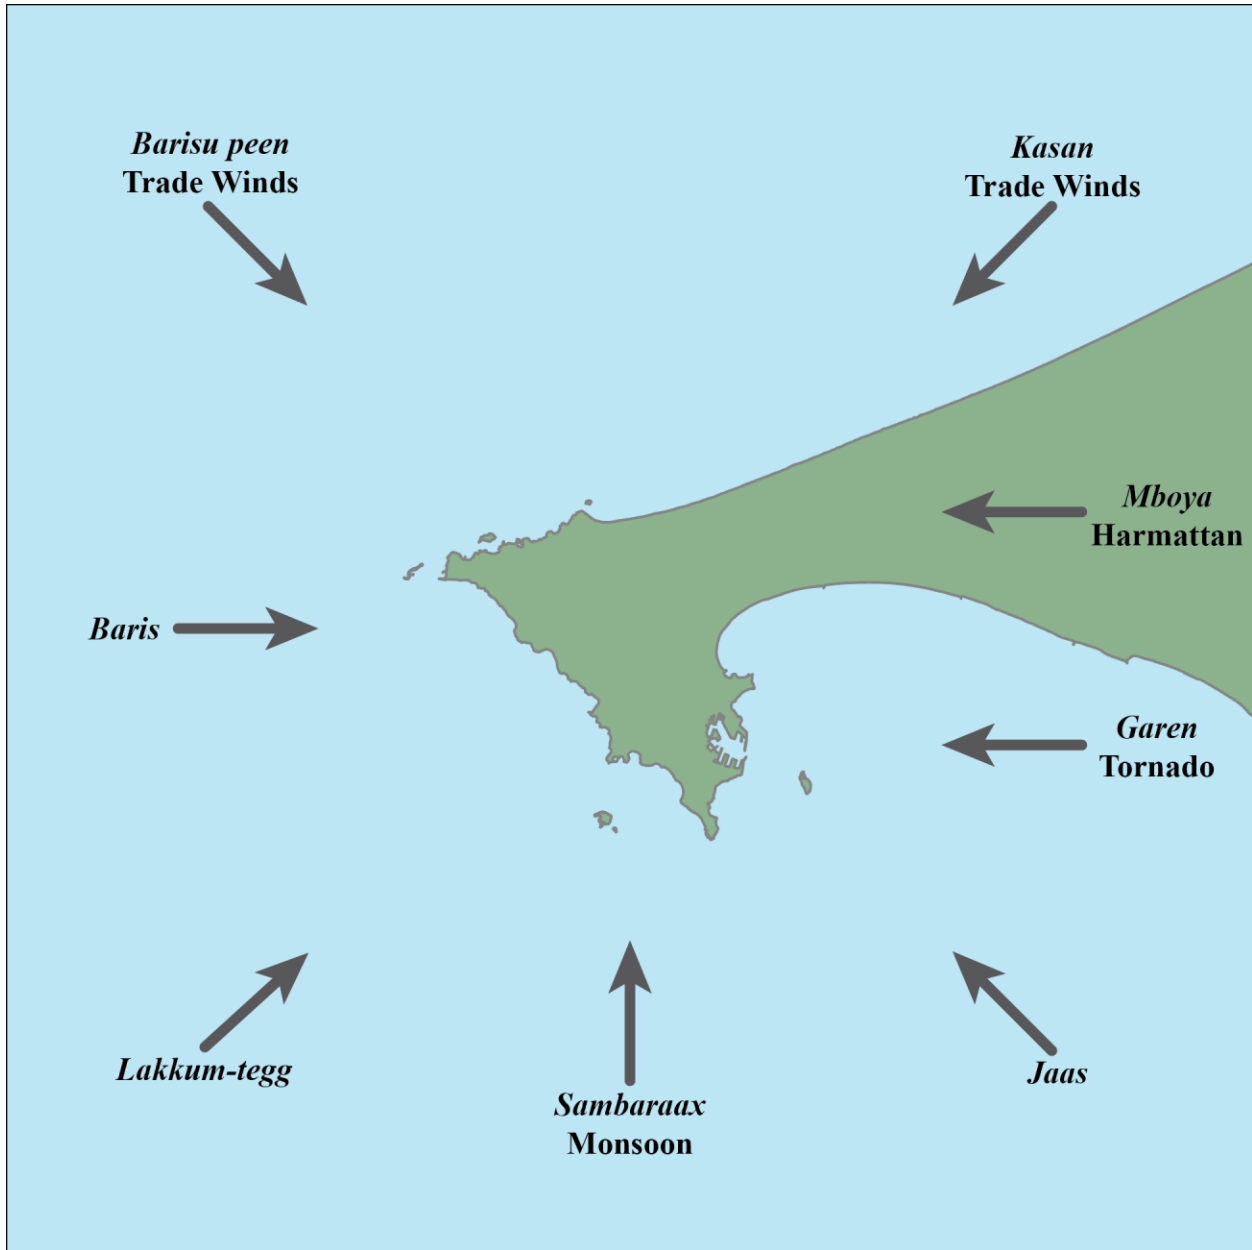 Barisu peen
Trade Winds
Kasan
Trade Winds
Mboya
Harmattan
Baris
Garen
Tornado
Lakkum-tegg
Jaas
Sambaraax
Monsoon